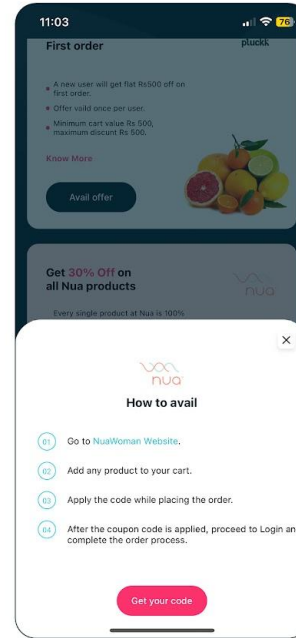 11:03
76
First order
pluckk
A new user will get flat Rs500 off on
first order.
Offer vaild once per user.
Minimum cart value Rs 500,
maximum discunt Rs 500.
Know More
Avail offer
Get 30% Off on
all Nua products
nua
Every single product at Nua is 100%
nua
How to avail
01 Go to NuaWoman Website.
02 Add any product to your cart.
03 Apply the code while placing the order.
04 After the coupon code is applied, proceed to Login an
complete the order process.
Get your code